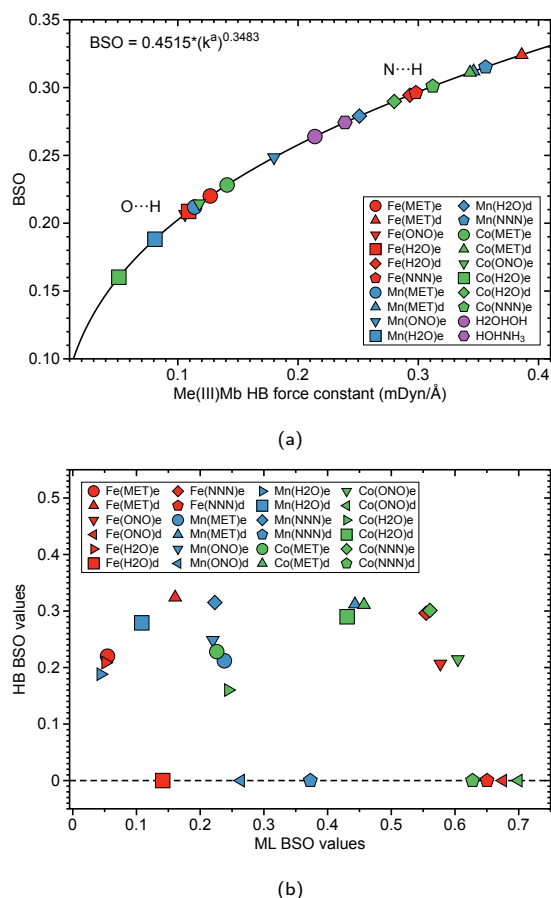 BSO = 0.4515*(kᵃ)⁰·³⁴⁸³
N···H
O···H
BSO
0.35
0.30
0.25
0.20
0.15
0.10
Fe(MET)e Mn(H2O)d
Fe(MET)d Mn(NNN)e
Fe(ONO)e Co(MET)e
Fe(H2O)e Co(MET)d
Fe(H2O)d Co(ONO)e
Fe(NNN)e Co(H2O)e
Mn(MET)e Co(H2O)d
Mn(MET)d Co(NNN)e
Mn(ONO)e H2OHOH
Mn(H2O)e HOHNH₃
0.1 0.2 0.3 0.4
Me(III)Mb HB force constant (mDyn/Å)
(a)
HB BSO values
0.5
0.4
0.3
0.2
0.1
0
Fe(MET)e Fe(NNN)e Mn(H2O)e Co(ONO)e
Fe(MET)d Fe(NNN)d Mn(H2O)d Co(ONO)d
Fe(ONO)e Mn(MET)e Mn(NNN)e Co(H2O)e
Fe(ONO)d Mn(MET)d Mn(NNN)d Co(H2O)d
Fe(H2O)e Mn(ONO)e Co(MET)e Co(NNN)e
Fe(H2O)d Mn(ONO)d Co(MET)d Co(NNN)d
0 0.1 0.2 0.3 0.4 0.5 0.6 0.7
ML BSO values
(b)